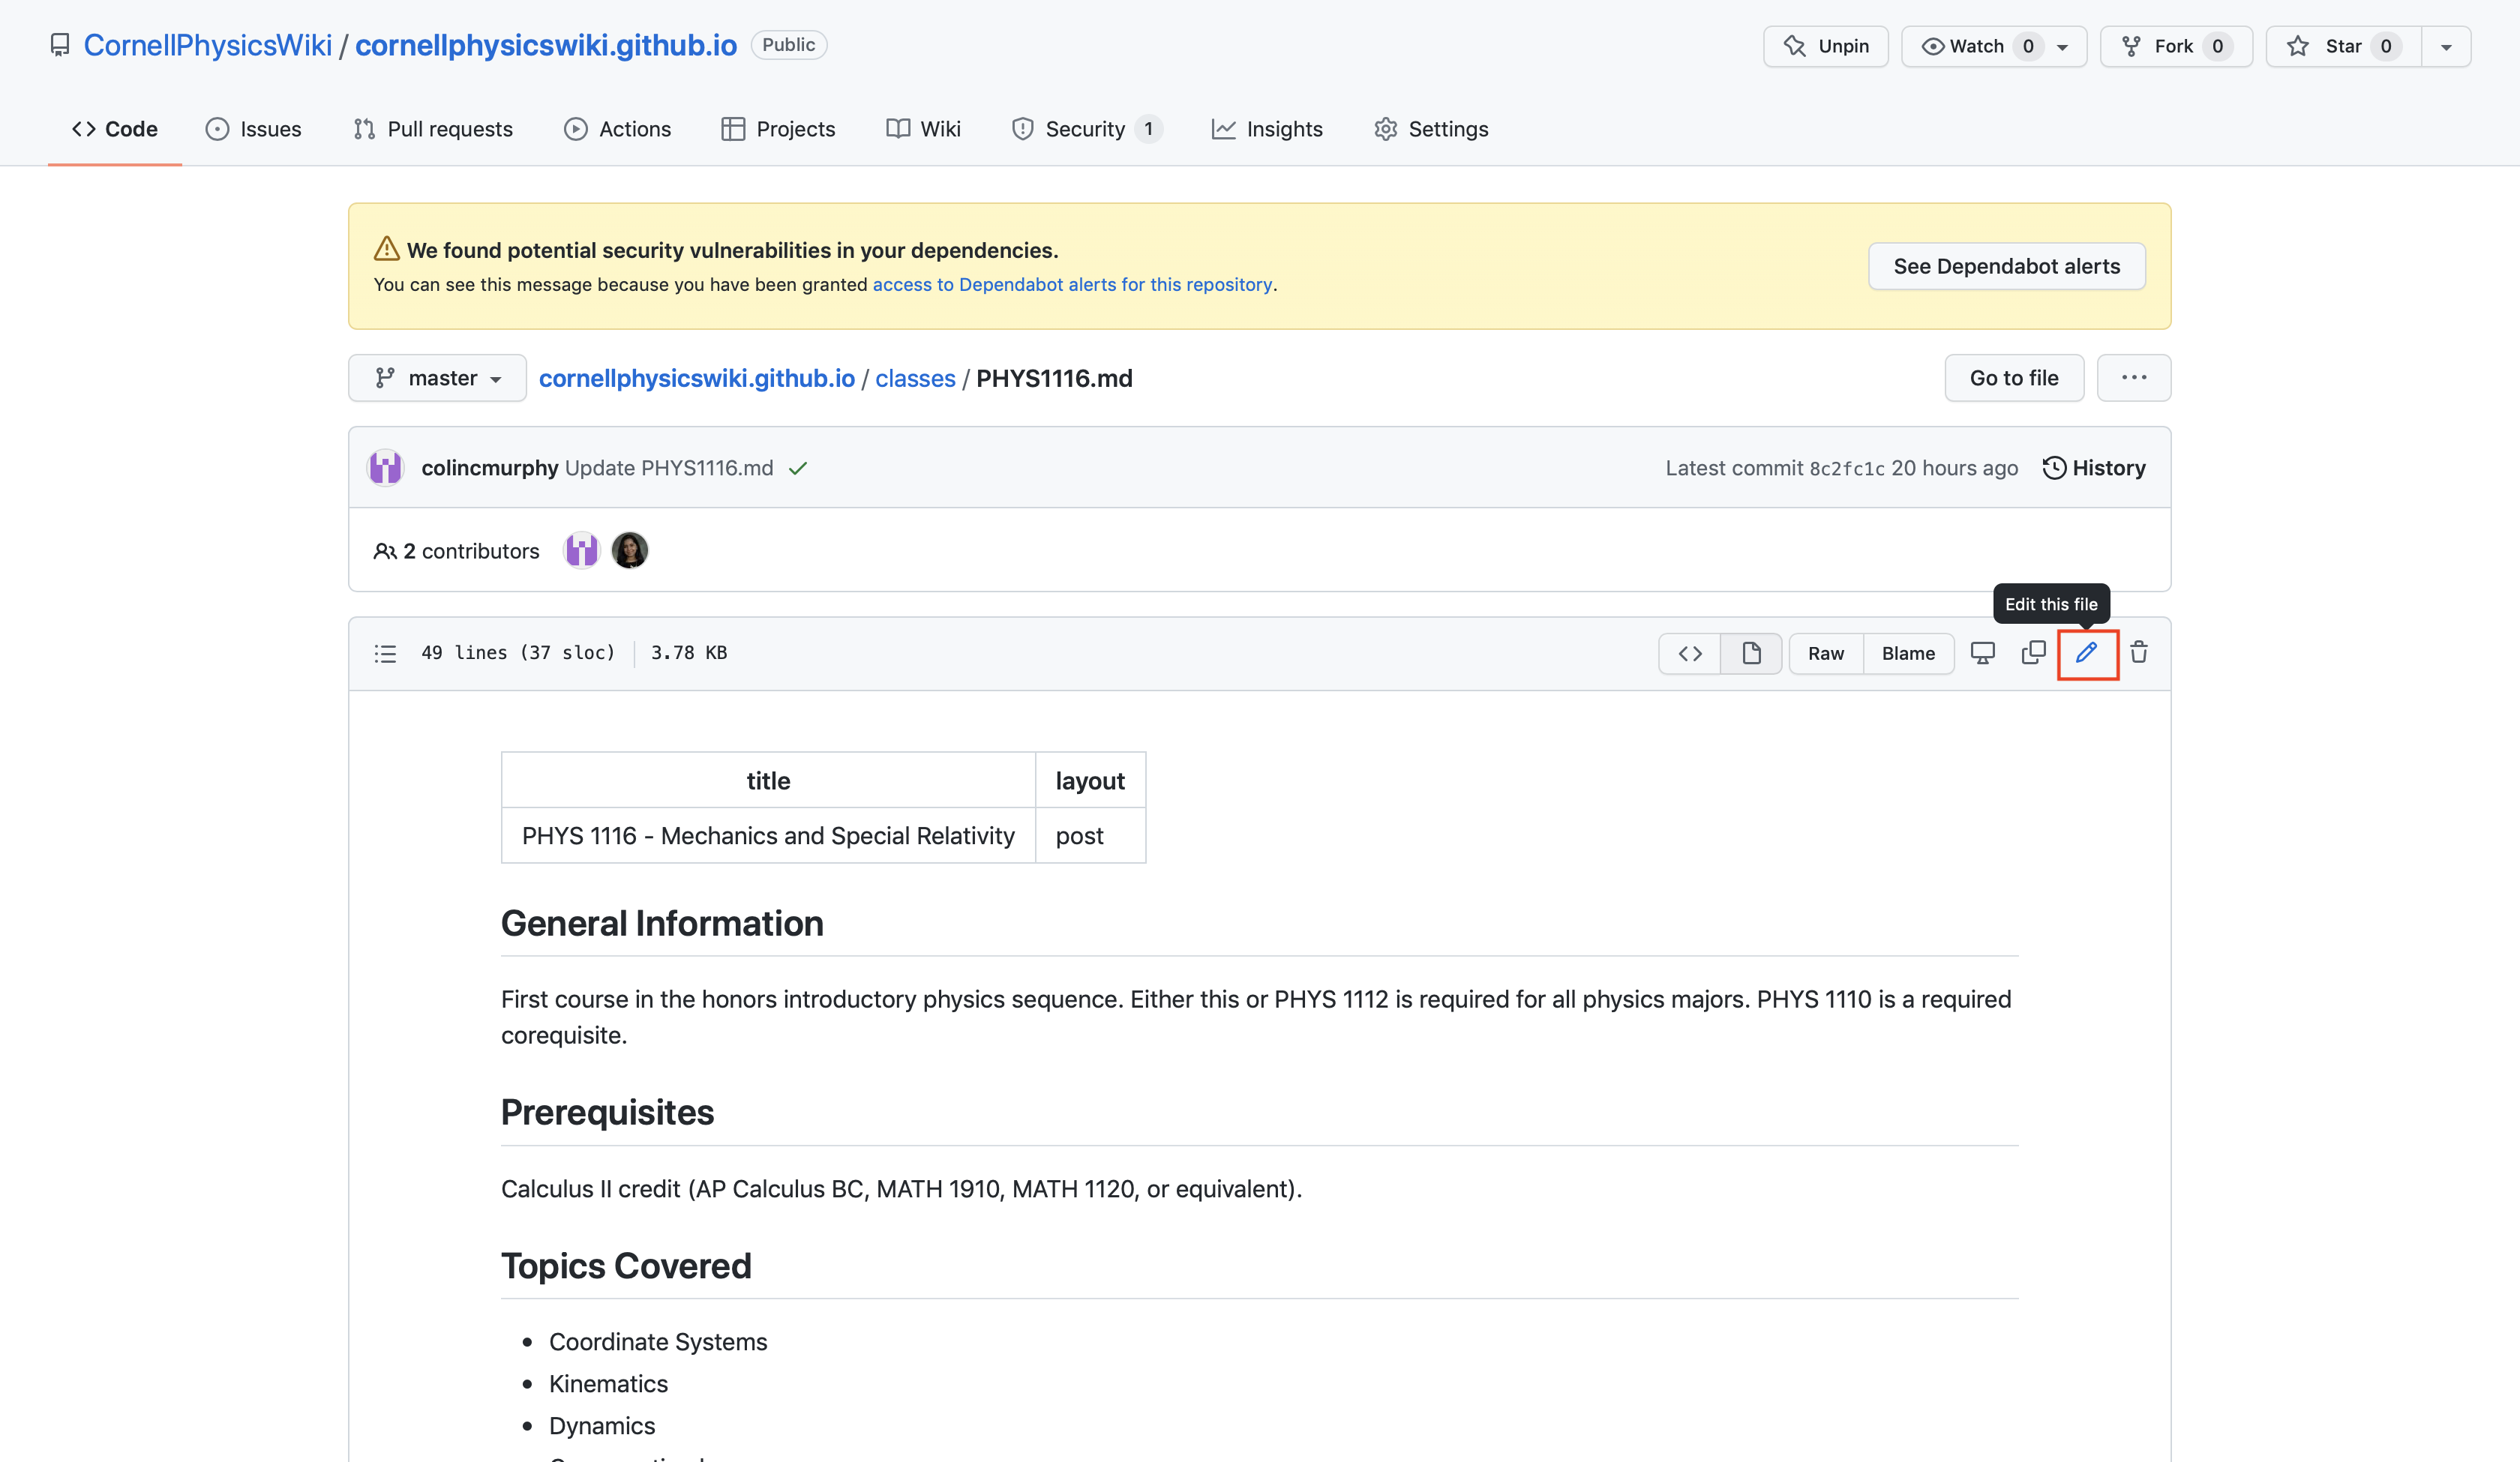 CornellPhysicsWiki / cornellphysicswiki.github.io Public
Unpin Watch 0 Fork 0 Star 0
Code Issues Pull requests Actions Projects Wiki Security 1 Insights Settings
We found potential security vulnerabilities in your dependencies.
You can see this message because you have been granted access to Dependabot alerts for this repository.
See Dependabot alerts
master cornellphysicswiki.github.io / classes / PHYS1116.md Go to file ...
colincmurphy Update PHYS1116.md Latest commit 8c2fc1c 20 hours ago History
2 contributors
Edit this file
49 lines (37 sloc) 3.78 KB Raw Blame
title layout
PHYS 1116 - Mechanics and Special Relativity post
General Information
First course in the honors introductory physics sequence. Either this or PHYS 1112 is required for all physics majors. PHYS 1110 is a required
corequisite.
Prerequisites
Calculus II credit (AP Calculus BC, MATH 1910, MATH 1120, or equivalent).
Topics Covered
• Coordinate Systems
• Kinematics
• Dynamics